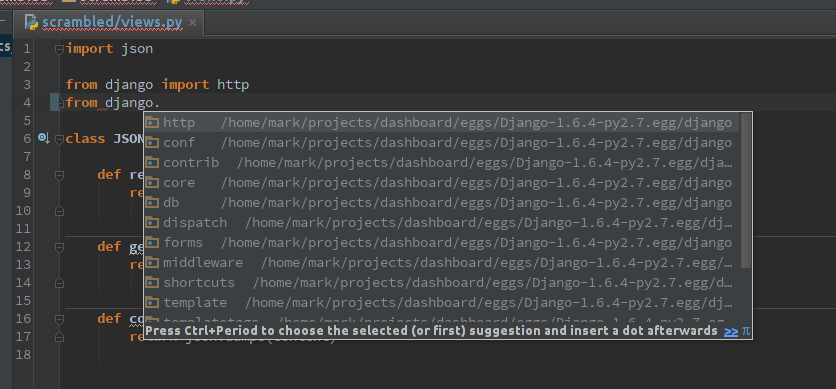 scrambled/views.py
1 import json
2
3 from django import http
4 from django.
5
6 class JSON
7
8 def re
9 re
10
11
12 def ge
13 re
14
15
16 def co
17
18
http /home/mark/projects/dashboard/eggs/Django-1.6.4-py2.7.egg/django
conf /home/mark/projects/dashboard/eggs/Django-1.6.4-py2.7.egg/django
contrib /home/mark/projects/dashboard/eggs/Django-1.6.4-py2.7.egg/dja…
core /home/mark/projects/dashboard/eggs/Django-1.6.4-py2.7.egg/django
db /home/mark/projects/dashboard/eggs/Django-1.6.4-py2.7.egg/django
dispatch /home/mark/projects/dashboard/eggs/Django-1.6.4-py2.7.egg/dj…
forms /home/mark/projects/dashboard/eggs/Django-1.6.4-py2.7.egg/django
middleware /home/mark/projects/dashboard/eggs/Django-1.6.4-py2.7.egg/…
shortcuts /home/mark/projects/dashboard/eggs/Django-1.6.4-py2.7.egg/d…
template /home/mark/projects/dashboard/eggs/Django-1.6.4-py2.7.egg/dj…
Press Ctrl+Period to choose the selected (or first) suggestion and insert a dot afterwards >> π